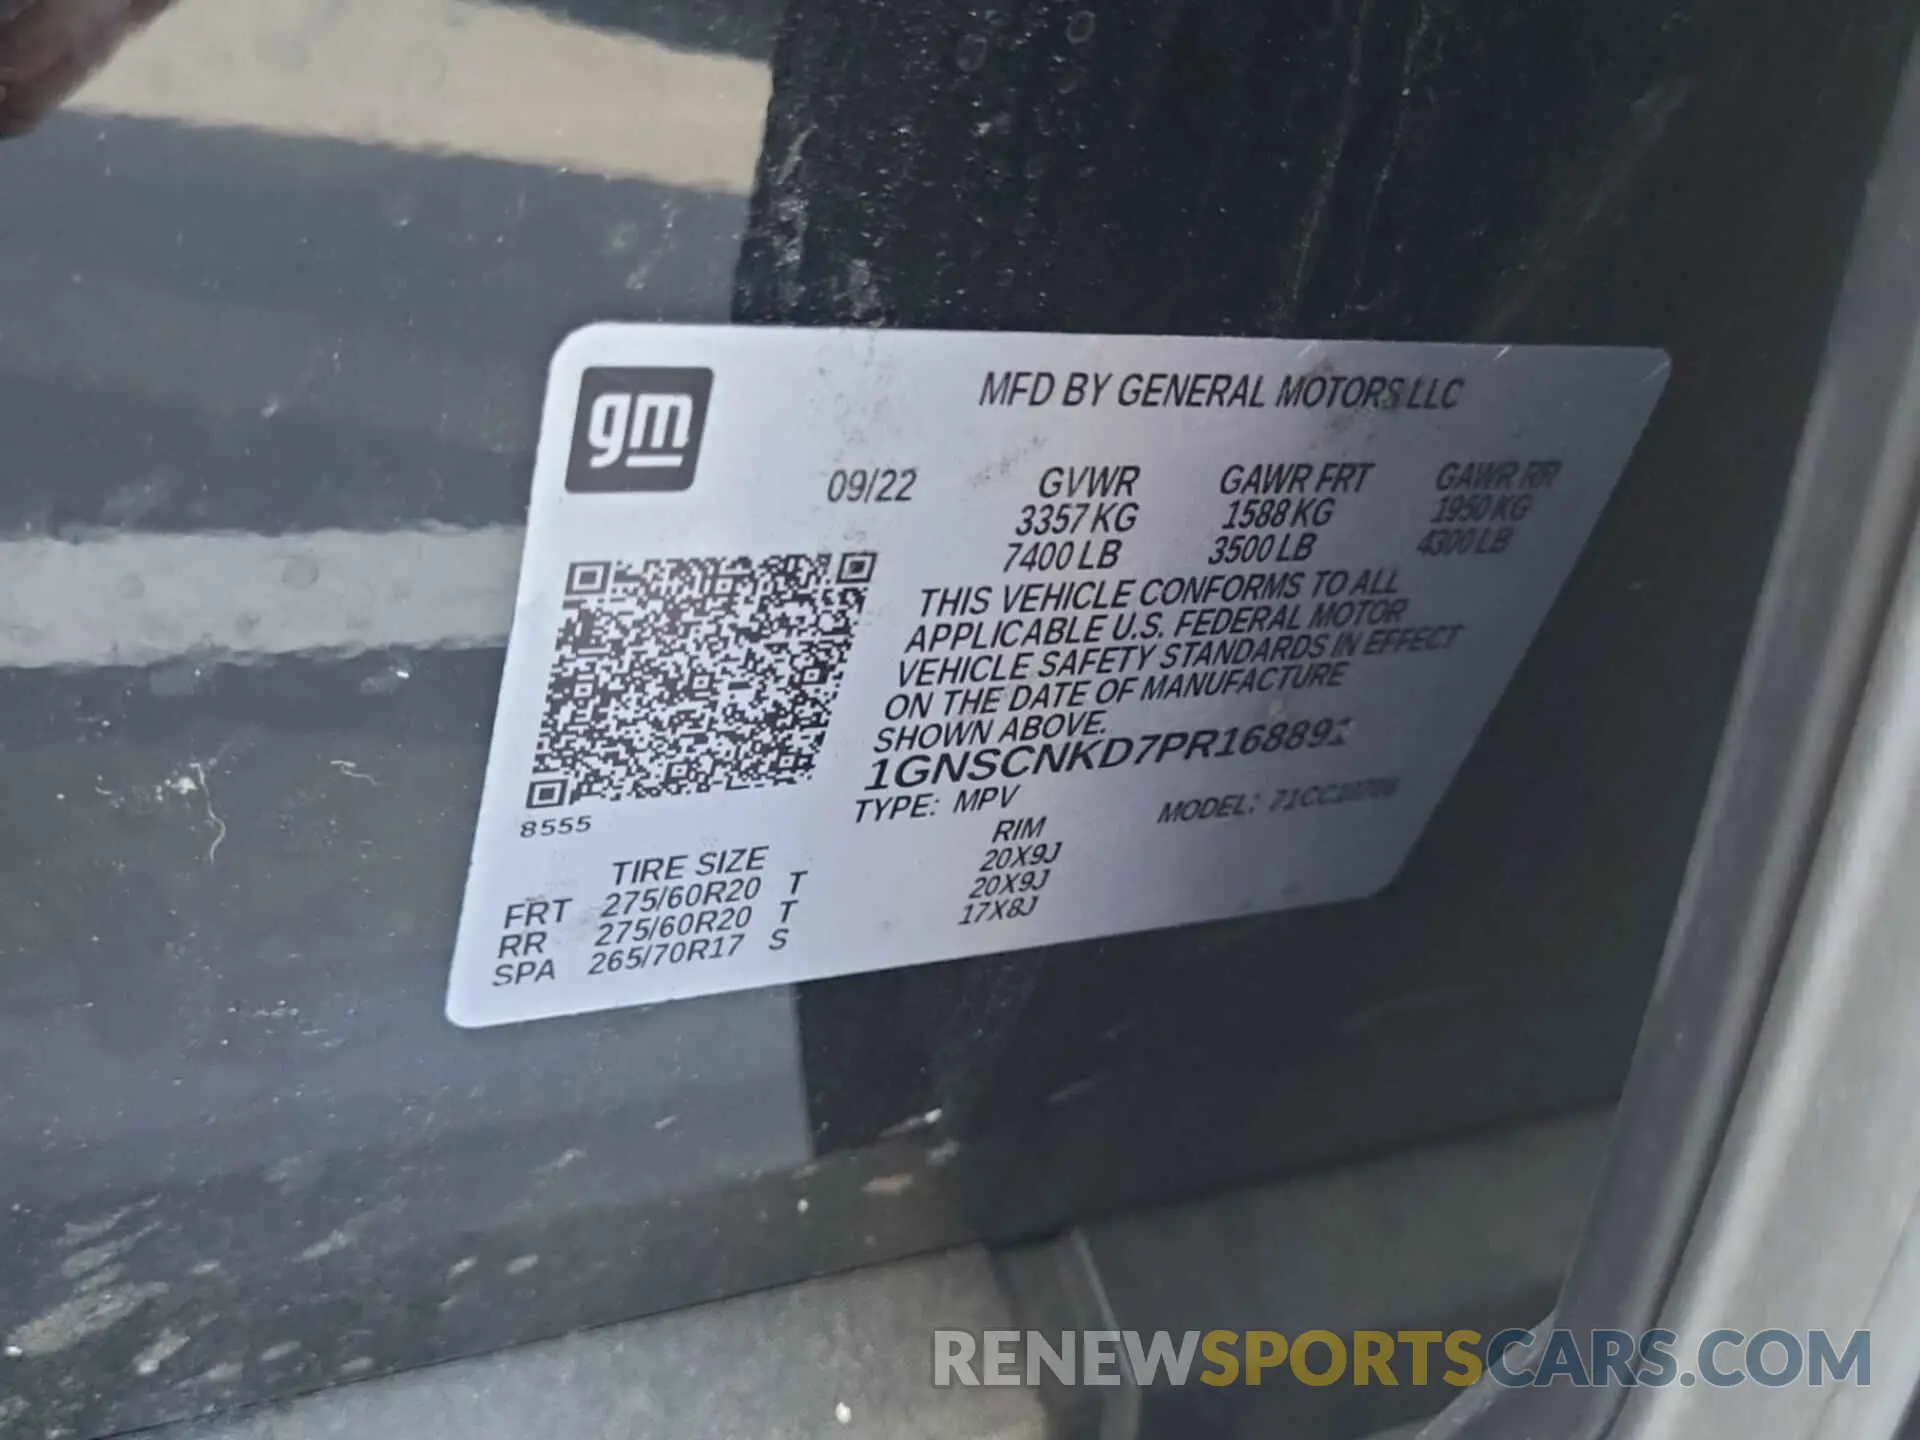 gm
MFD BY GENERAL MOTORS LLC
09/22 GVWR GAWR FRT GAWR RR
3357 KG 1588 KG 1950 KG
7400 LB 3500 LB 4300 LB
THIS VEHICLE CONFORMS TO ALL
APPLICABLE U.S. FEDERAL MOTOR
VEHICLE SAFETY STANDARDS IN EFFECT
ON THE DATE OF MANUFACTURE
SHOWN ABOVE.
1GNSCNKD7PR168891
TYPE: MPV MODEL:
8555
TIRE SIZE RIM
FRT 275/60R20 T 20X9J
RR 275/60R20 T 20X9J
SPA 265/70R17 S 17X8J
RENEWSPORTSCARS.COM